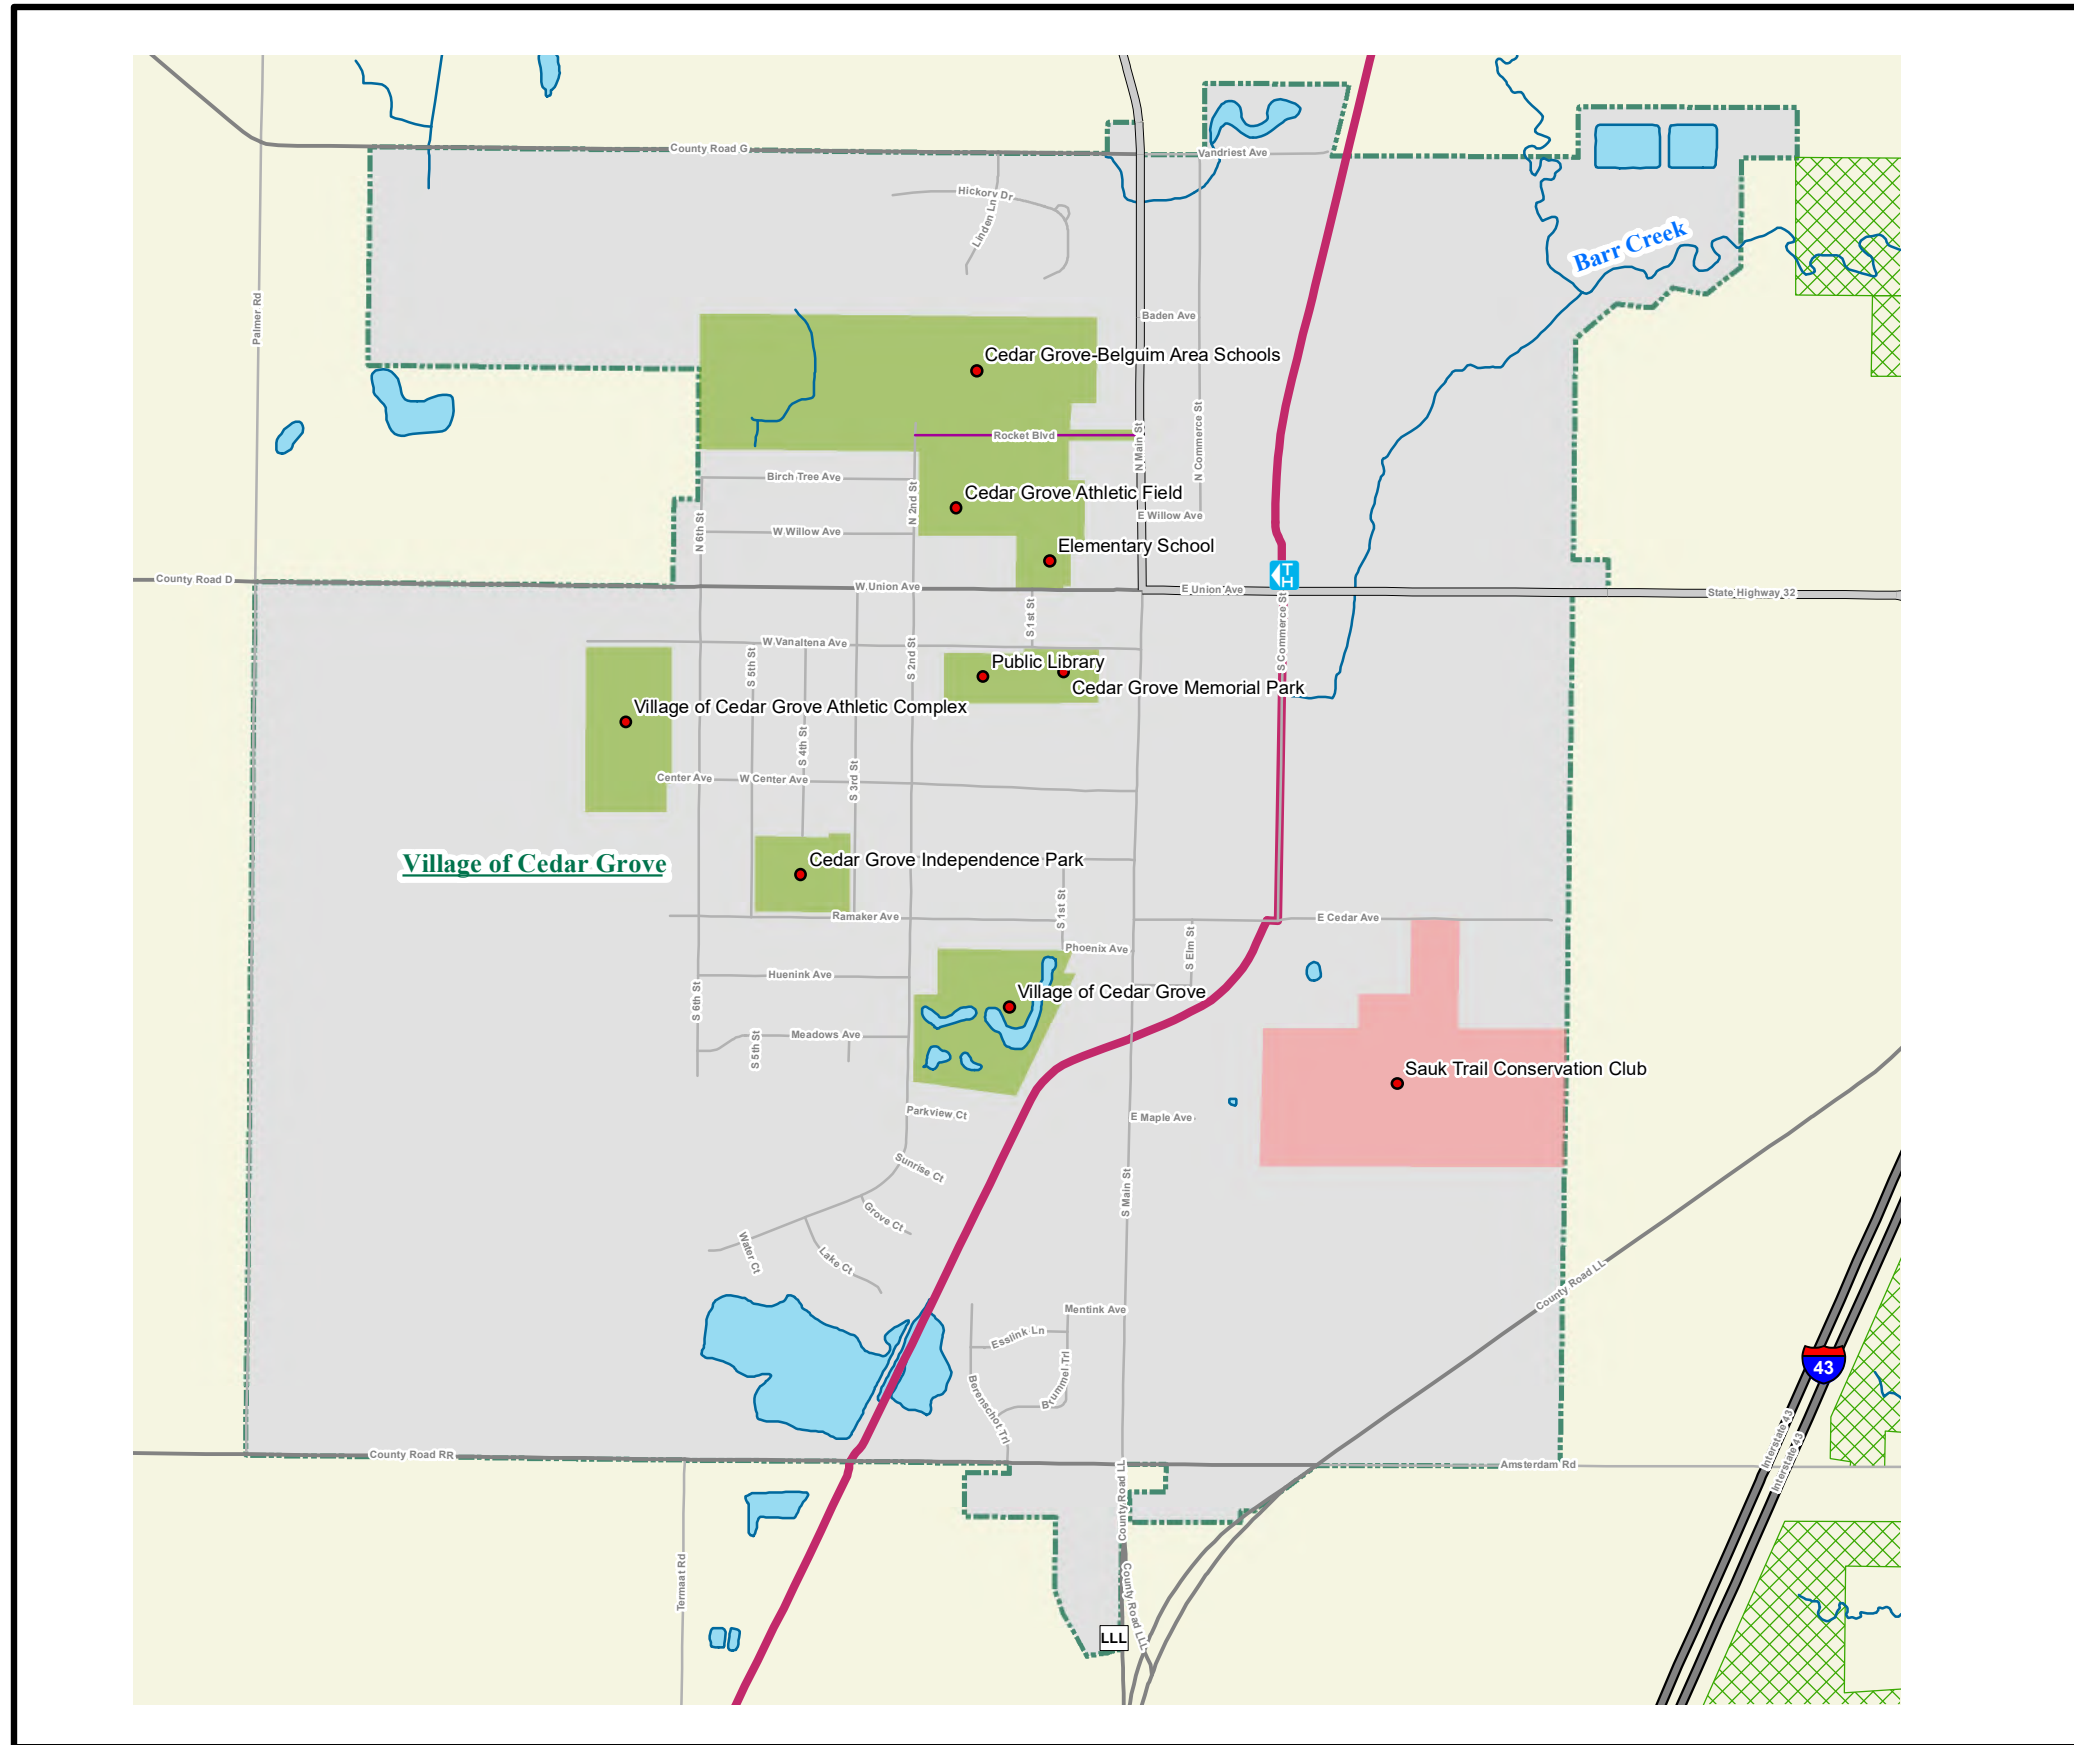 County Road G
Vandriest Ave
Hickory Dr
Linden Ln
Barr Creek
Palmer Rd
Baden Ave
Cedar Grove-Belguim Area Schools
Rocket Blvd
N Main St
N Commerce St
Birch Tree Ave
Cedar Grove Athletic Field
N 2nd St
E Willow Ave
N 6th St
W Willow Ave
Elementary School
County Road D
W Union Ave
E Union Ave
TH
State Highway 32
S 1st St
S Commerce St
W Vanaltena Ave
S 5th St
S 2nd St
Public Library
Cedar Grove Memorial Park
Village of Cedar Grove Athletic Complex
S 4th St
Center Ave
W Center Ave
S 3rd St
Village of Cedar Grove
Cedar Grove Independence Park
Ramaker Ave
S 1st St
E Cedar Ave
Phoenix Ave
S Elm St
Huenink Ave
S 6th St
Village of Cedar Grove
Meadows Ave
S 5th St
Sauk Trail Conservation Club
Parkview Ct
E Maple Ave
Sunrise Ct
S Main St
Grove Ct
Water Ct
Lake Ct
County Road LL
Mentink Ave
Esslink Ln
Brummel Trl
Berenschot Trl
43
Interstate 43
Interstate 43
County Road RR
Amsterdam Rd
County Road LL
Termaat Rd
County Road LLL
LLL